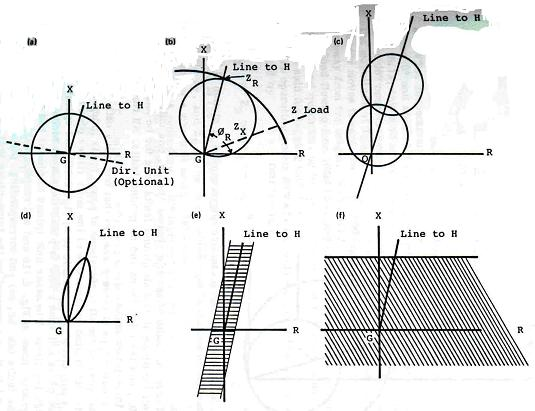 (a)
X
Line to H
G
R
Dir. Unit
(Optional)
(b)
X
Line to H
Z R
Z Load
Z X
Ø R
G
R
(c)
X
Line to H
R
(d)
X
Line to H
G
R
(e)
X
Line to H
G
R
(f)
X
Line to H
G
R